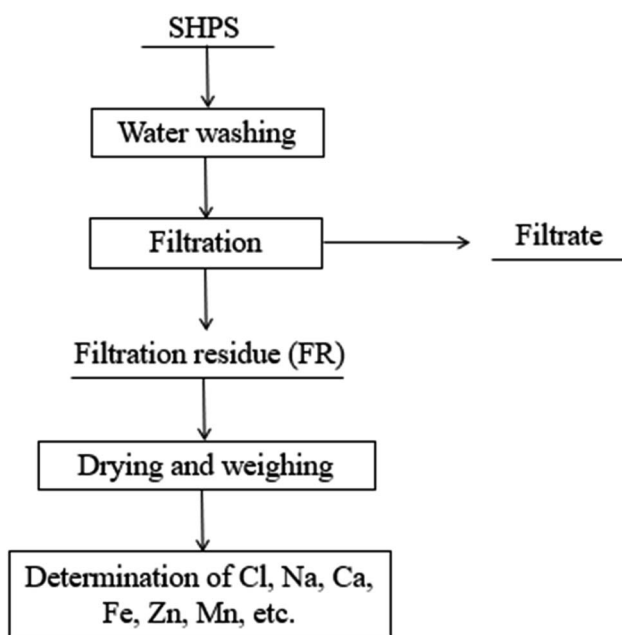 SHPS
Water washing
Filtration
Filtrate
Filtration residue (FR)
Drying and weighing
Determination of Cl, Na, Ca,
Fe, Zn, Mn, etc.